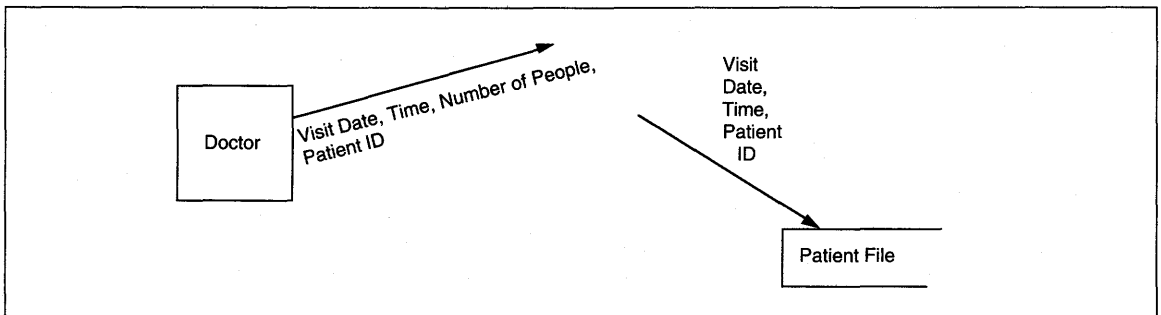 Doctor
Visit Date, Time, Number of People,
Patient ID
Visit
Date,
Time,
Patient
ID
Patient File